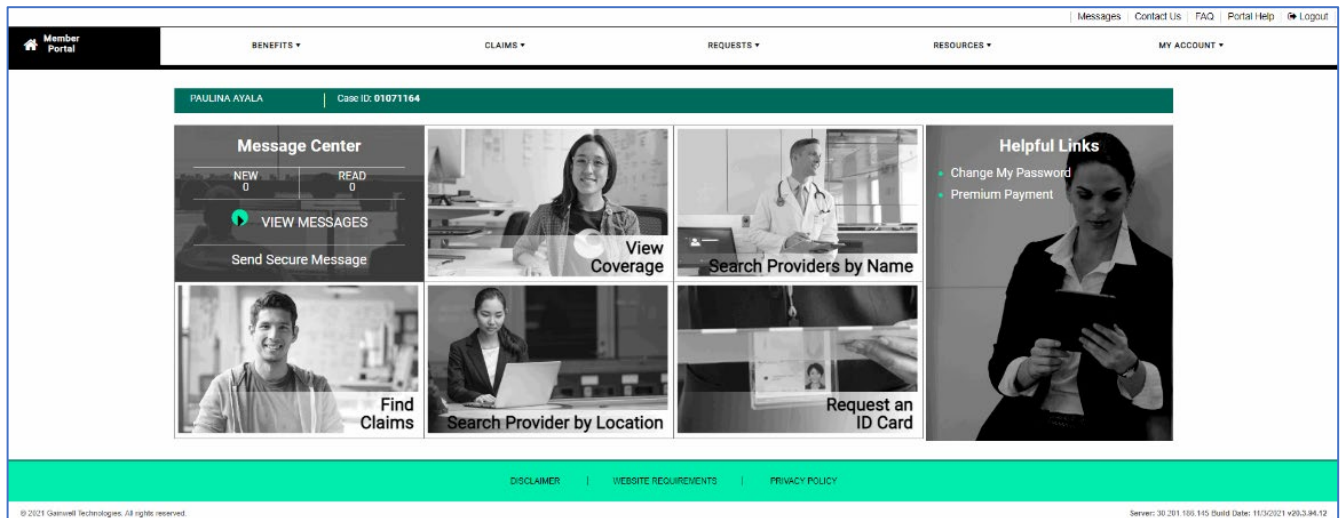 Messages | Contact Us | FAQ | Portal Help | Logout
Member
Portal
BENEFITS
CLAIMS
REQUESTS
RESOURCES
MY ACCOUNT
PAULINA AYALA | Case ID: 01071164
Message Center
NEW READ
0 0
VIEW MESSAGES
Send Secure Message
View
Coverage
Search Providers by Name
Helpful Links
Change My Password
Premium Payment
Find
Claims
Search Provider by Location
Request an
ID Card
DISCLAIMER | WEBSITE REQUIREMENTS | PRIVACY POLICY
© 2021 Gainwell Technologies. All rights reserved.
Server: 30.201.186.145 Build Date: 11/3/2021 v20.3.94.12